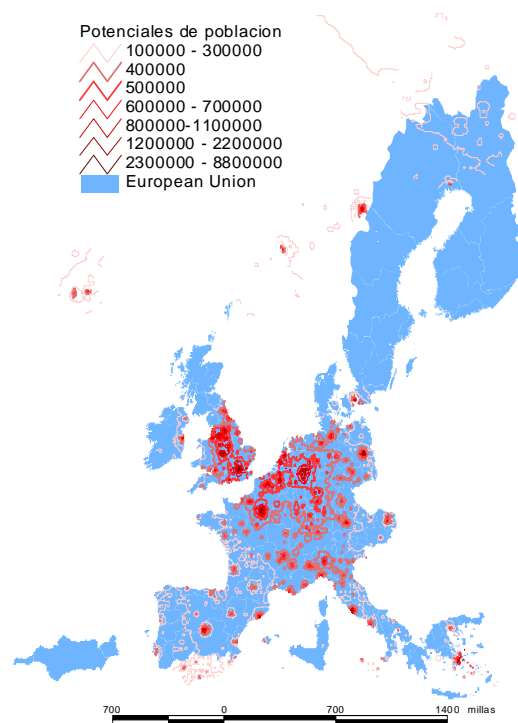 Potenciales de poblacion
100000 - 300000
400000
500000
600000 - 700000
800000-1100000
1200000 - 2200000
2300000 - 8800000
European Union
700 0 700 1400 millas